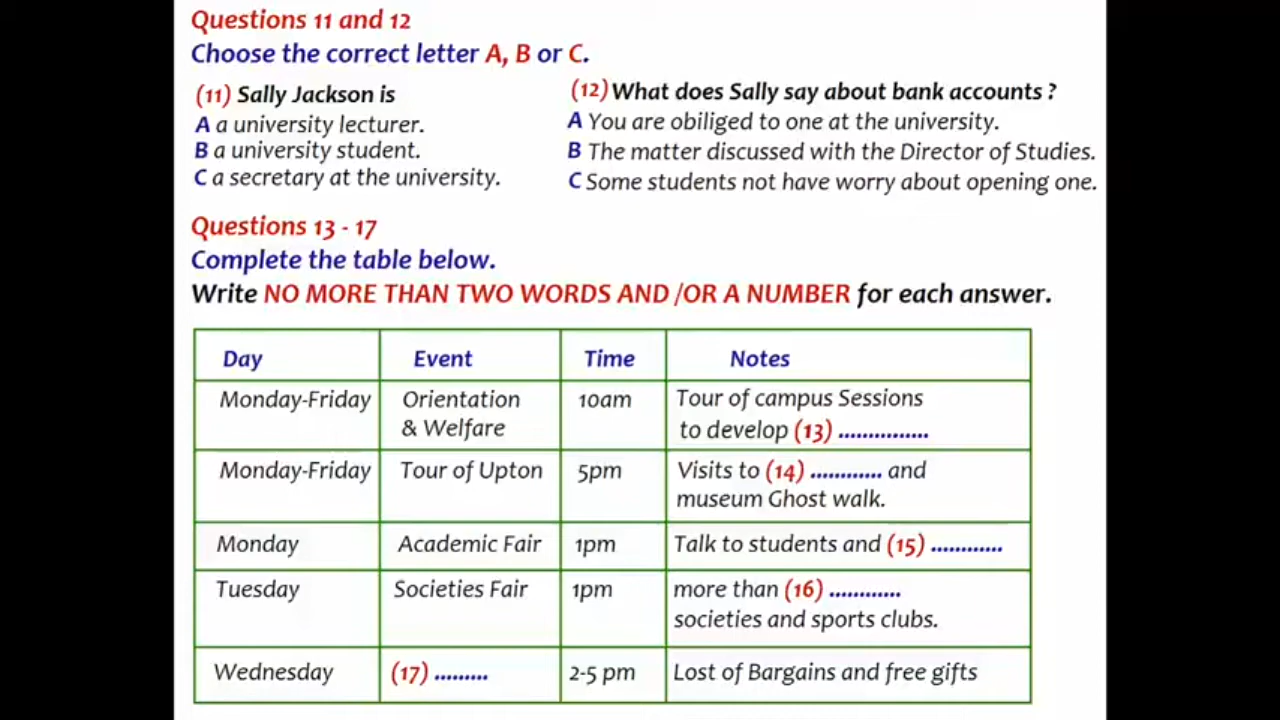 Questions 11 and 12
Choose the correct letter A, B or C.
(11) Sally Jackson is
A a university lecturer.
B a university student.
C a secretary at the university.
(12) What does Sally say about bank accounts ?
A You are obiliged to one at the university.
B The matter discussed with the Director of Studies.
C Some students not have worry about opening one.
Questions 13 - 17
Complete the table below.
Write NO MORE THAN TWO WORDS AND /OR A NUMBER for each answer.
Day Event Time Notes
Monday-Friday Orientation 10am Tour of campus Sessions
& Welfare to develop (13) ...............
Monday-Friday Tour of Upton 5pm Visits to (14) ............ and
museum Ghost walk.
Monday Academic Fair 1pm Talk to students and (15) ............
Tuesday Societies Fair 1pm more than (16) ............
societies and sports clubs.
Wednesday (17) ......... 2-5 pm Lost of Bargains and free gifts